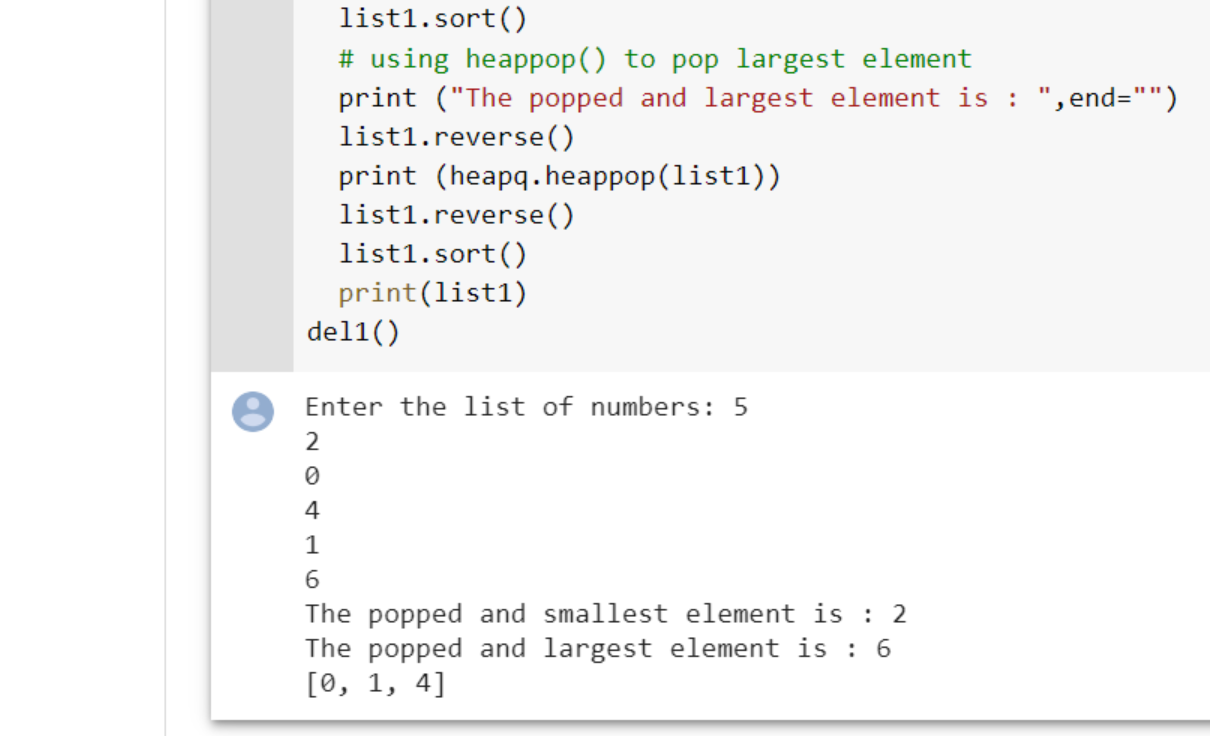 list1.sort()
# using heappop() to pop largest element
print ("The popped and largest element is : ",end="")
list1.reverse()
print (heapq.heappop(list1))
list1.reverse()
list1.sort()
print(list1)
del1()
Enter the list of numbers: 5
2
0
4
1
6
The popped and smallest element is : 2
The popped and largest element is : 6
[0, 1, 4]